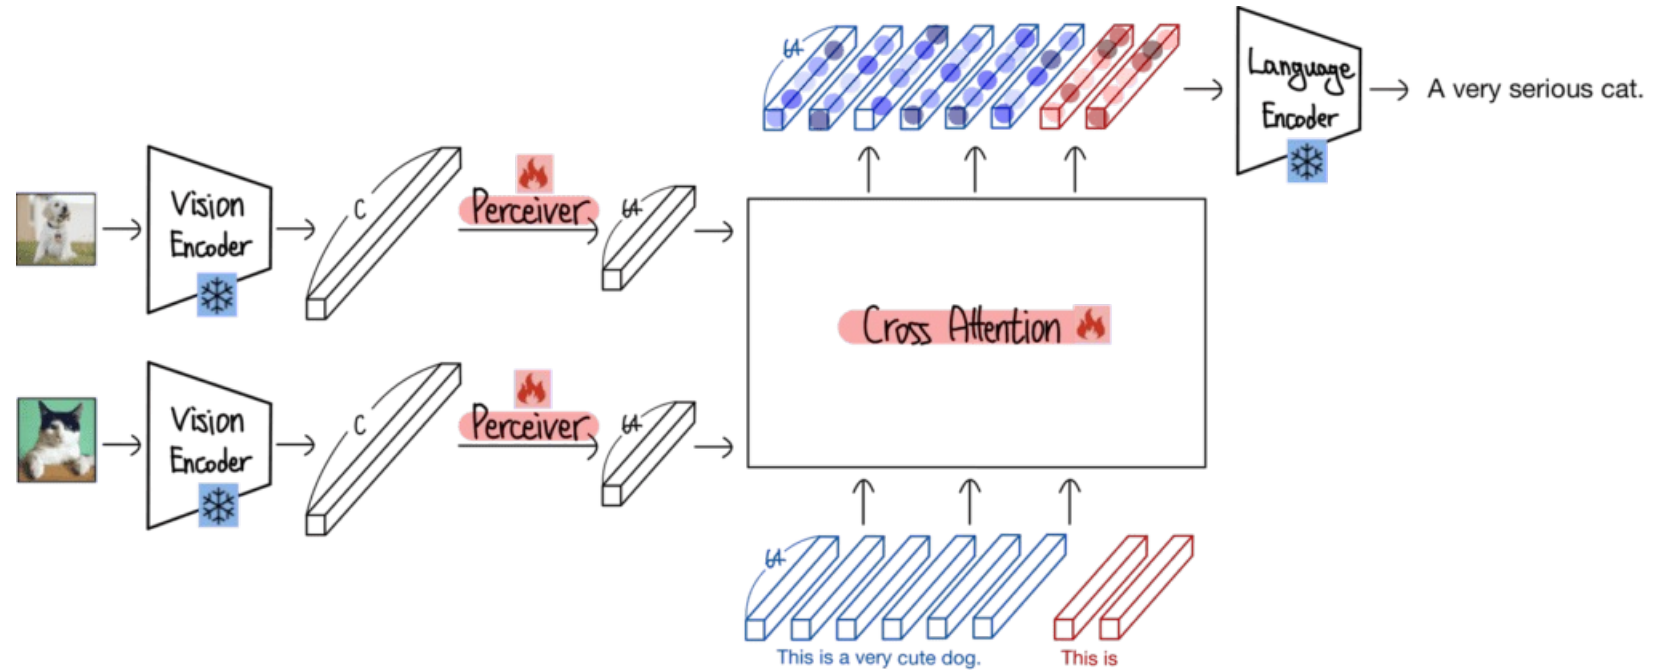 64
Language
Encoder
A very serious cat.
Vision
Encoder
C
Perceiver
64
Cross Attention
Vision
Encoder
C
Perceiver
64
64
This is a very cute dog.
This is